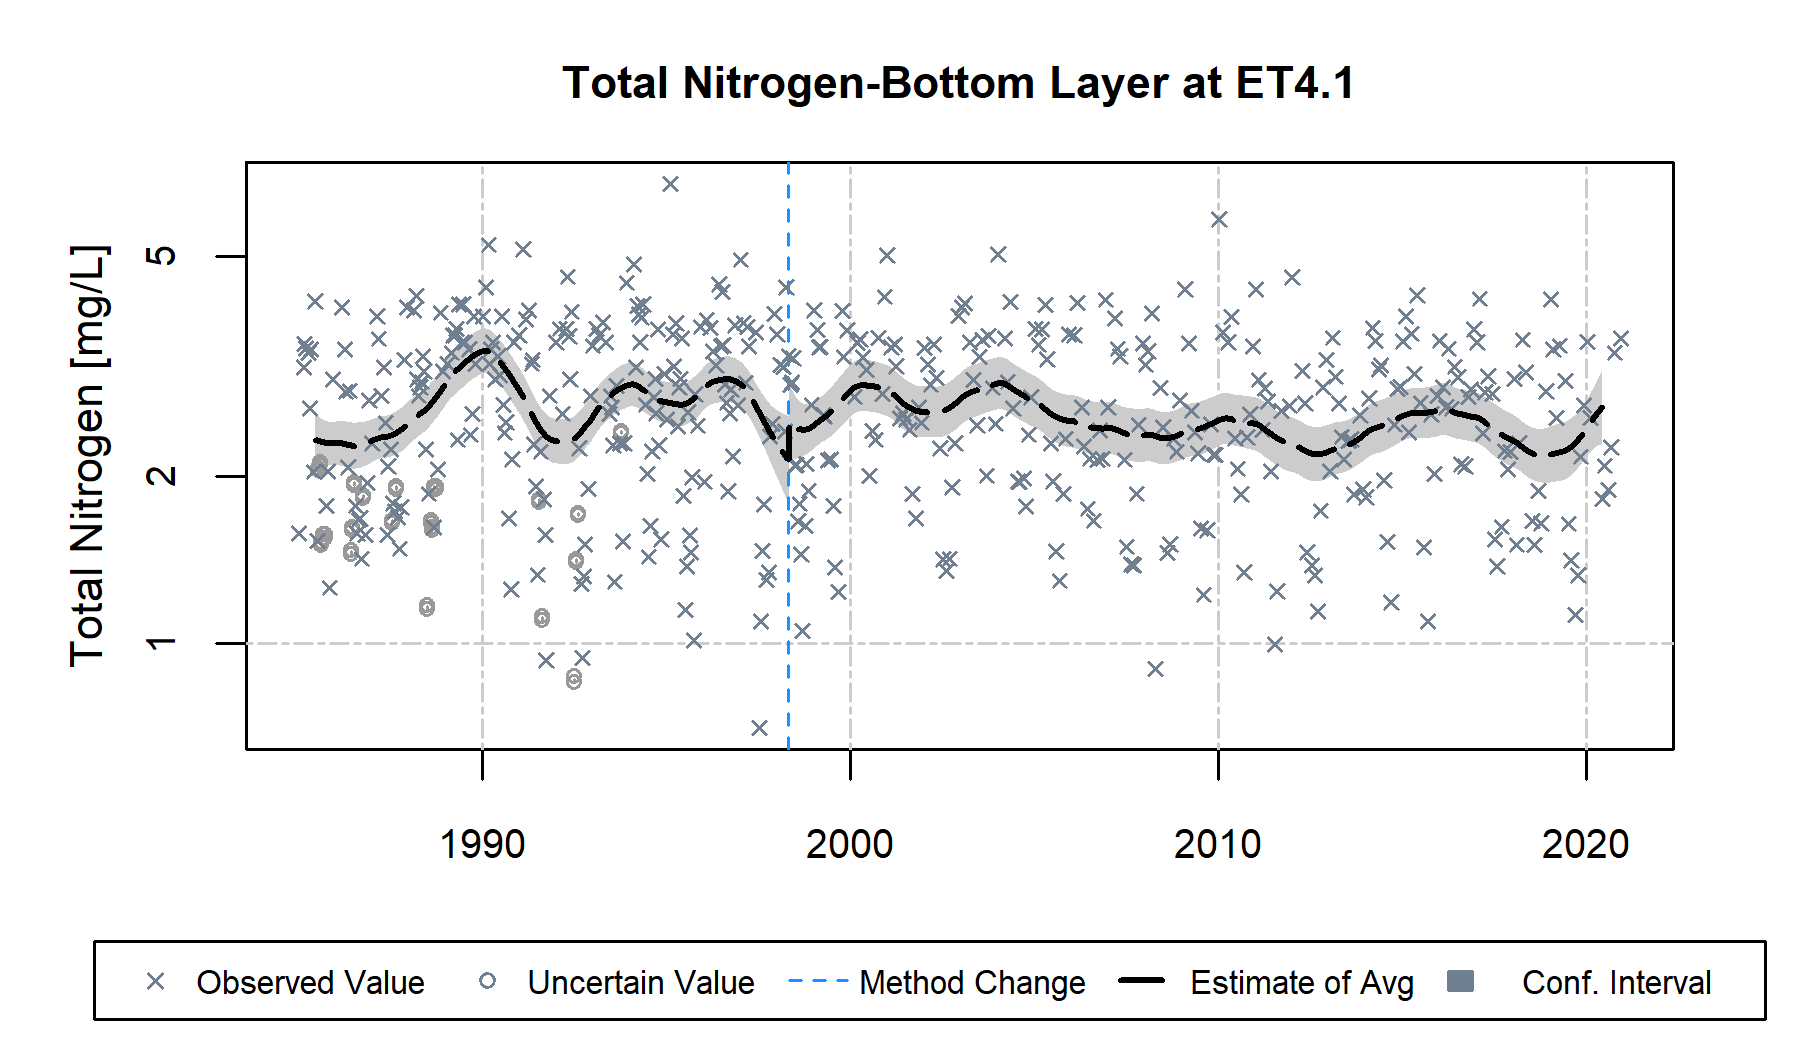 Total Nitrogen-Bottom Layer at ET4.1
Total Nitrogen [mg/L]
5
2
1
1990 2000 2010 2020
Observed Value Uncertain Value Method Change Estimate of Avg Conf. Interval